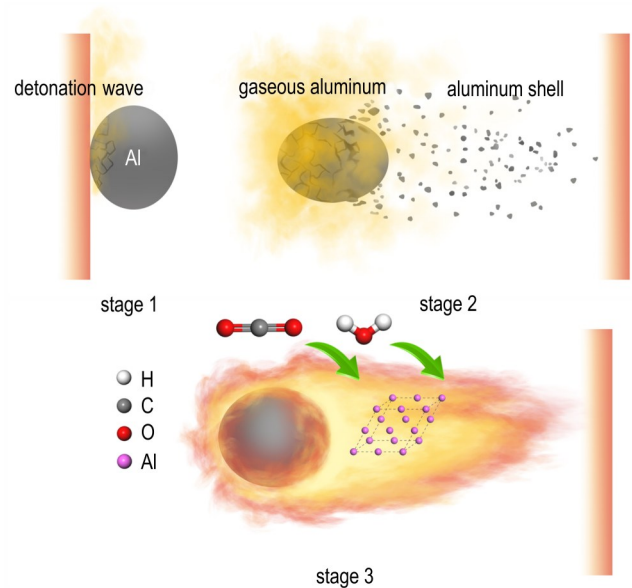 detonation wave
gaseous aluminum
aluminum shell
Al
stage 1
stage 2
H
C
O
Al
stage 3